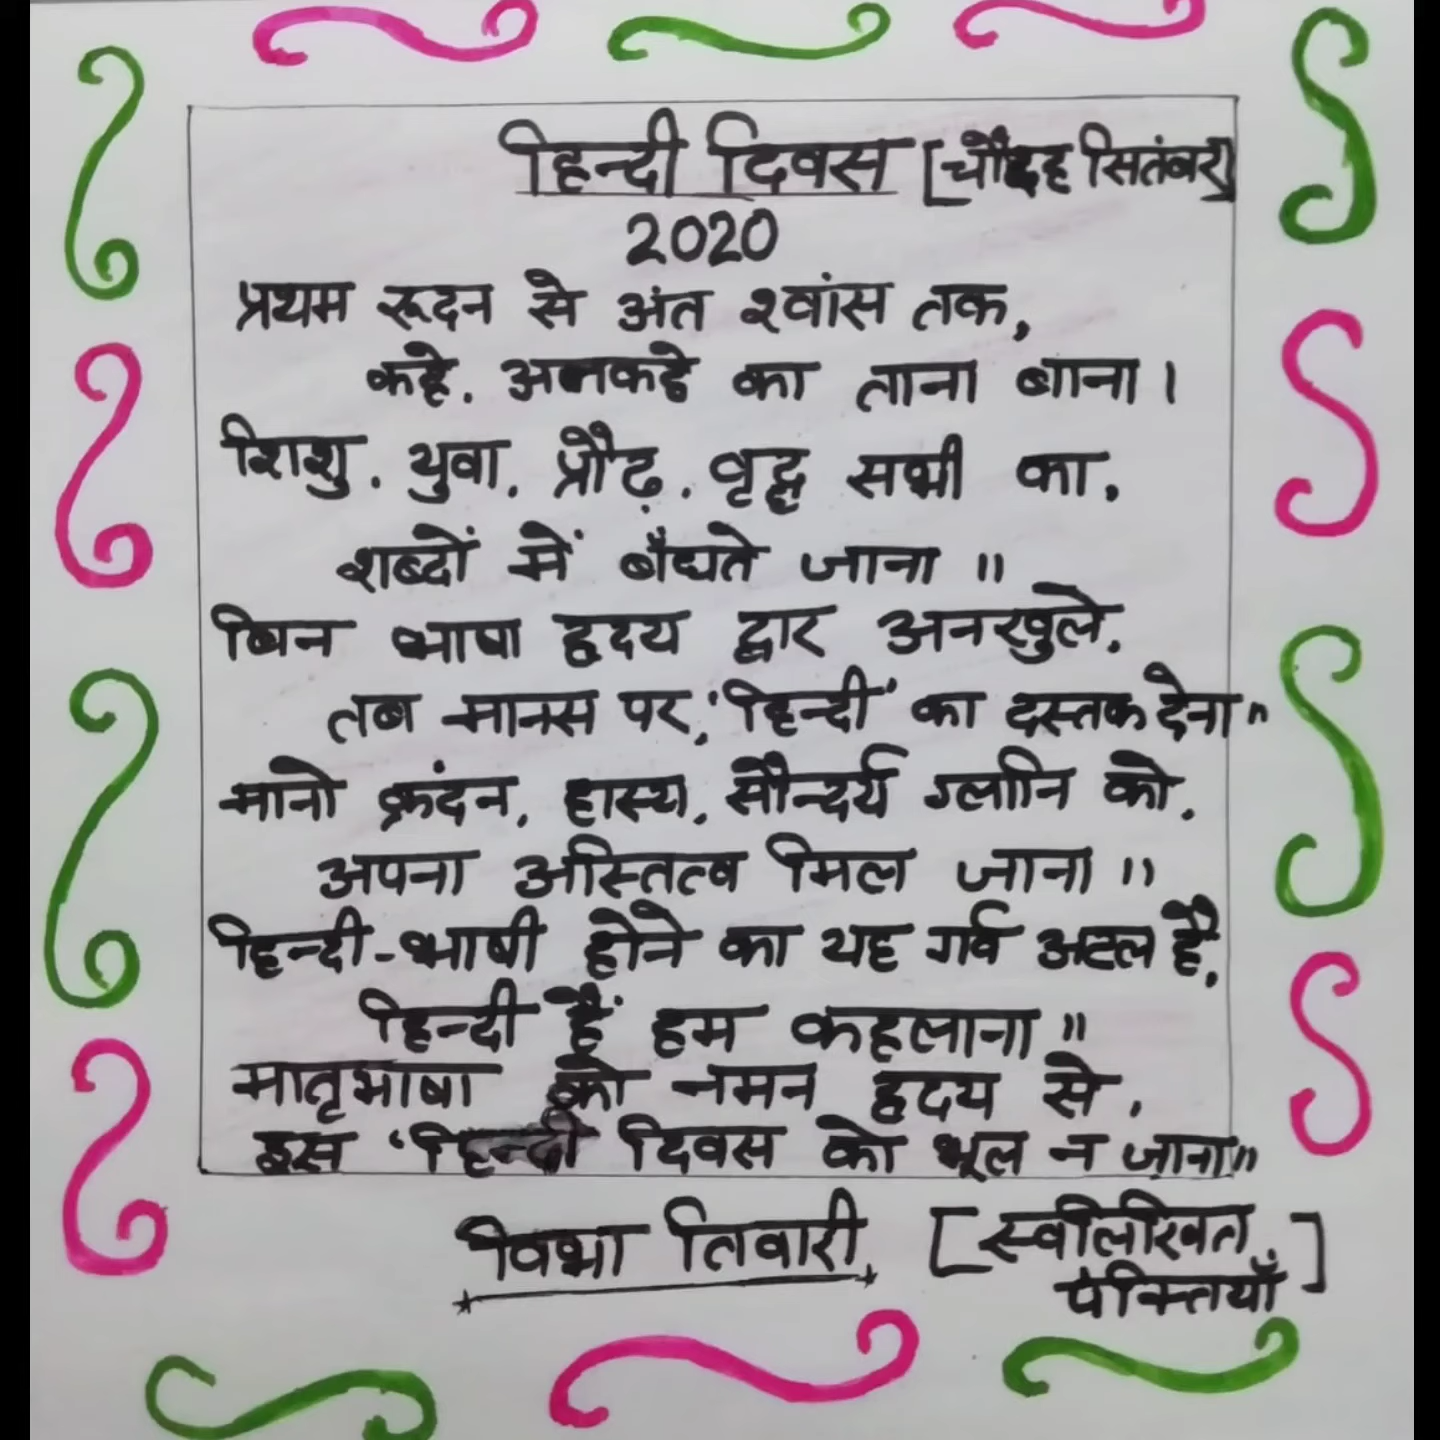 हिन्दी दिवस [चौदह सितंबर]
2020
प्रथम रूदन से अंत श्वांस तक,
कहे, अनकहे का ताना बाना।
शिशु, युवा, प्रौढ़, वृद्ध सभी का,
शब्दों में बँधते जाना॥
बिन भाषा हृदय द्वार अनखुले,
तब मानस पर, 'हिन्दी' का दस्तक देना"
मानो क्रंदन, हास्य, सौन्दर्य ग्लानि को,
अपना अस्तित्व मिल जाना॥
हिन्दी-भाषी होने का यह गर्व अटल है,
हिन्दी हैं हम कहलाना॥
मातृभाषा को नमन हृदय से,
इस 'हिन्दी दिवस को भूल न जाना"
विभा तिवारी [स्वलिखित
पंक्तियाँ]